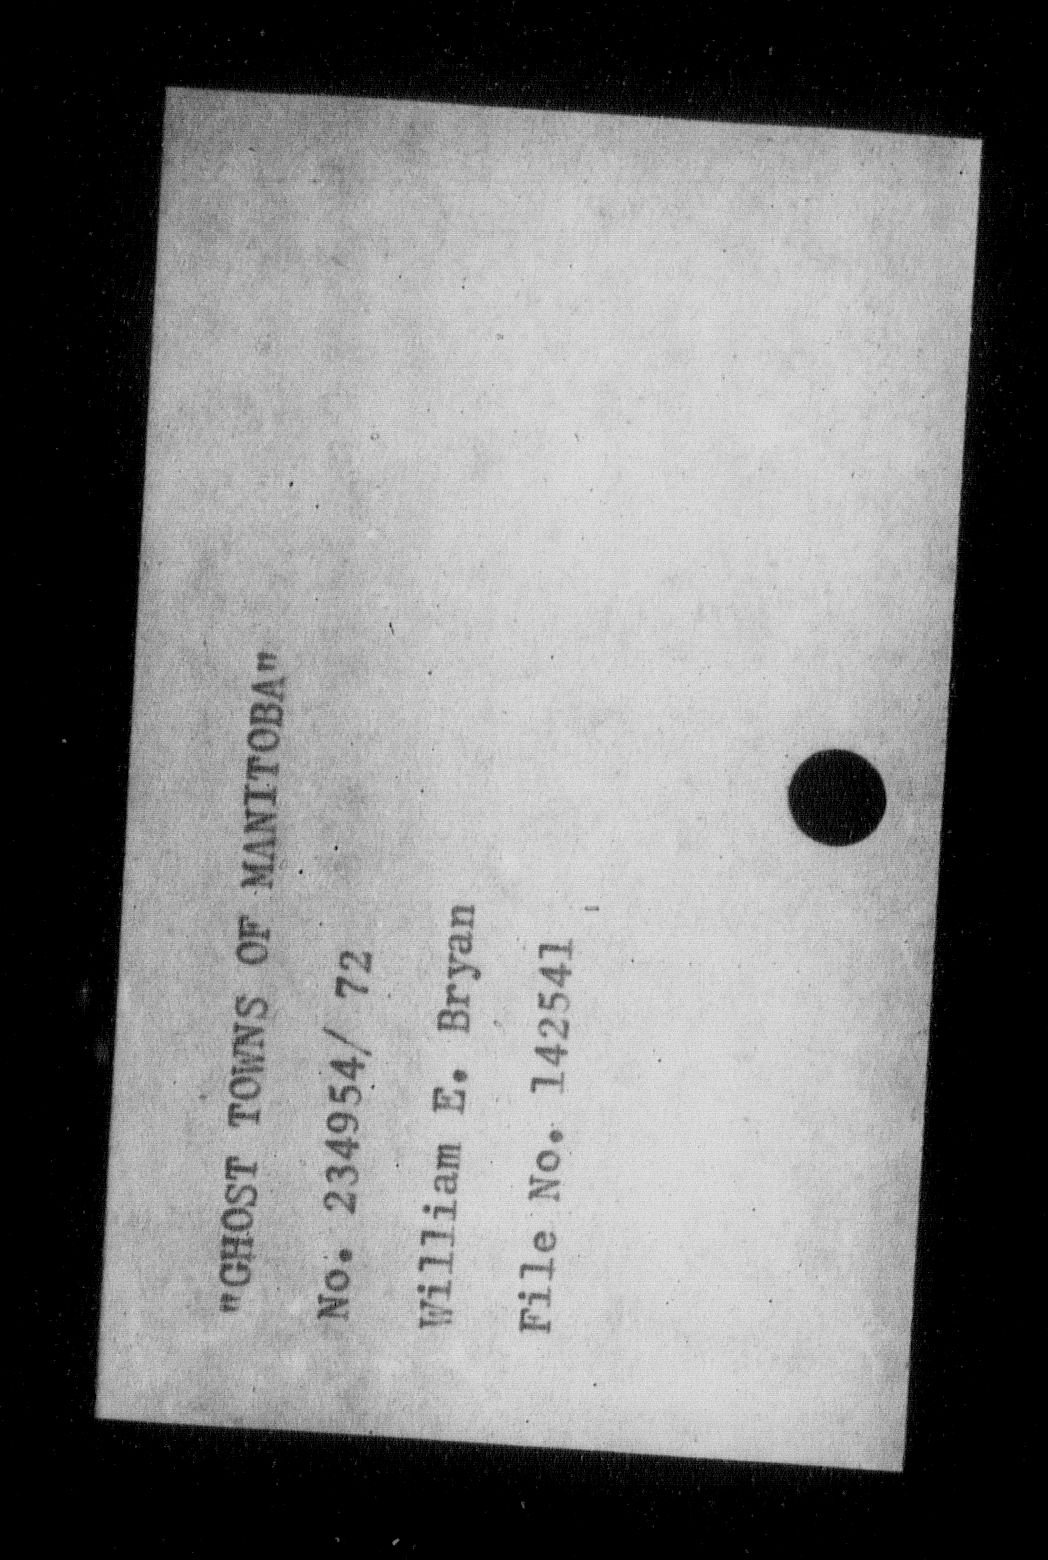 "GHOST TOWNS OF MANITOBA"
No. 234954/ 72
William E. Bryan
File No. 142541